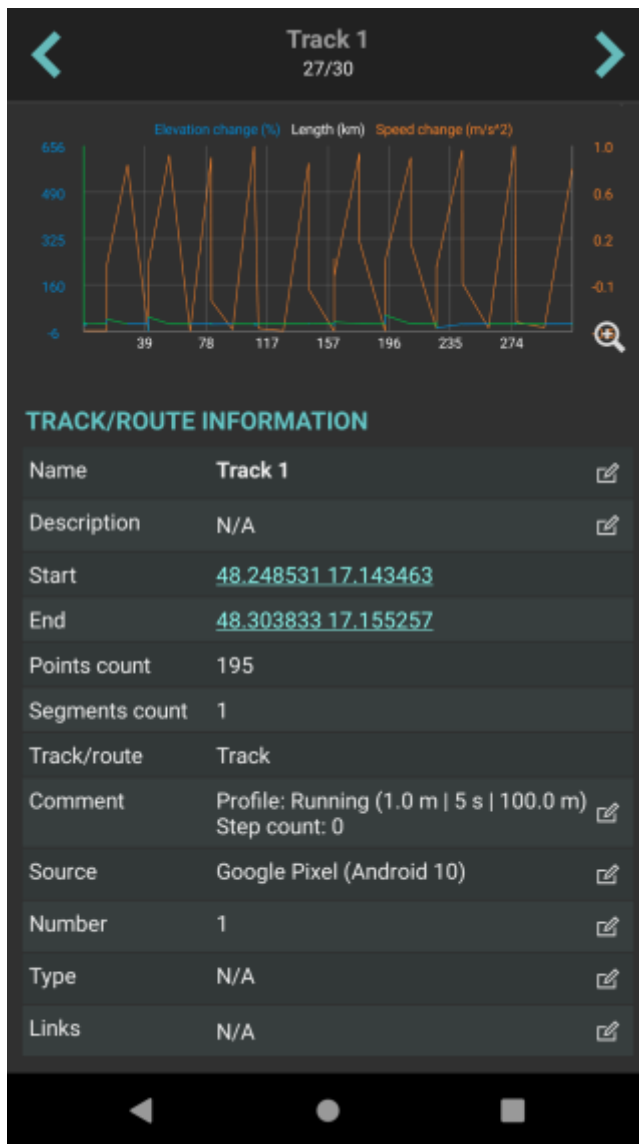 Track 1
27/30
Elevation change (%) Length (km) Speed change (m/s^2)
656 1.0
490 0.6
325 0.2
160 -0.1
-6
39 78 117 157 196 235 274
TRACK/ROUTE INFORMATION
Name Track 1
Description N/A
Start 48.248531 17.143463
End 48.303833 17.155257
Points count 195
Segments count 1
Track/route Track
Comment Profile: Running (1.0 m | 5 s | 100.0 m)
Step count: 0
Source Google Pixel (Android 10)
Number 1
Type N/A
Links N/A